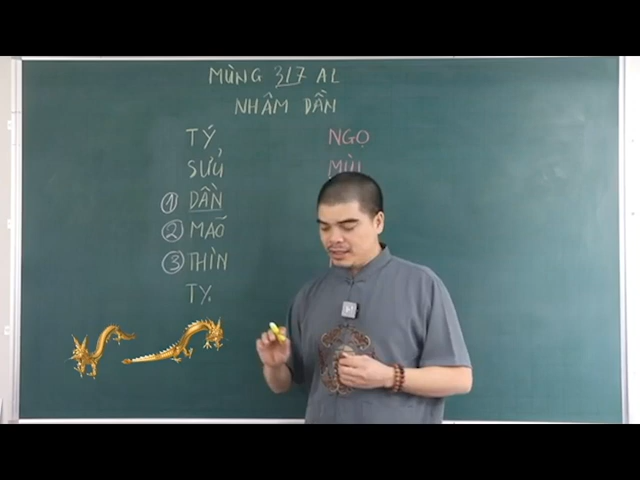 MÙNG 3/7 AL
NHÂM DẦN
TÝ NGỌ
SỬU MÙI
① DẦN
② MÃO
③ THÌN
TỴ